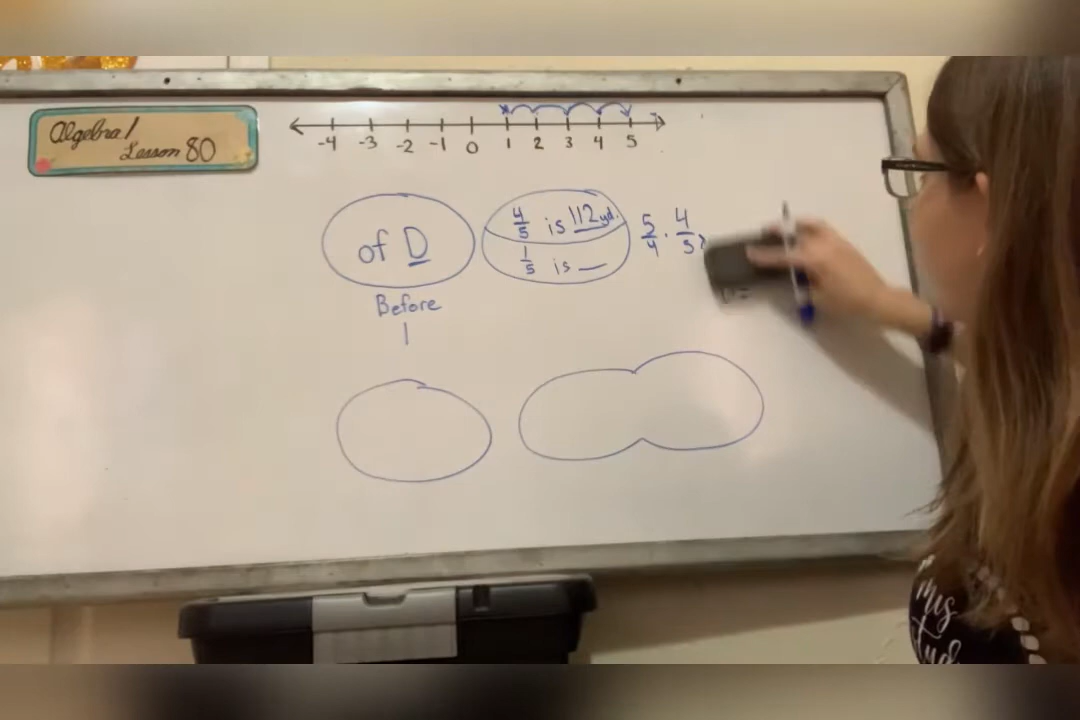 Algebra 1
Lesson 80
-4 -3 -2 -1 0 1 2 3 4 5
of D
4/5 is 112 yd.
1/5 is __
5/4 · 4/5
Before
1